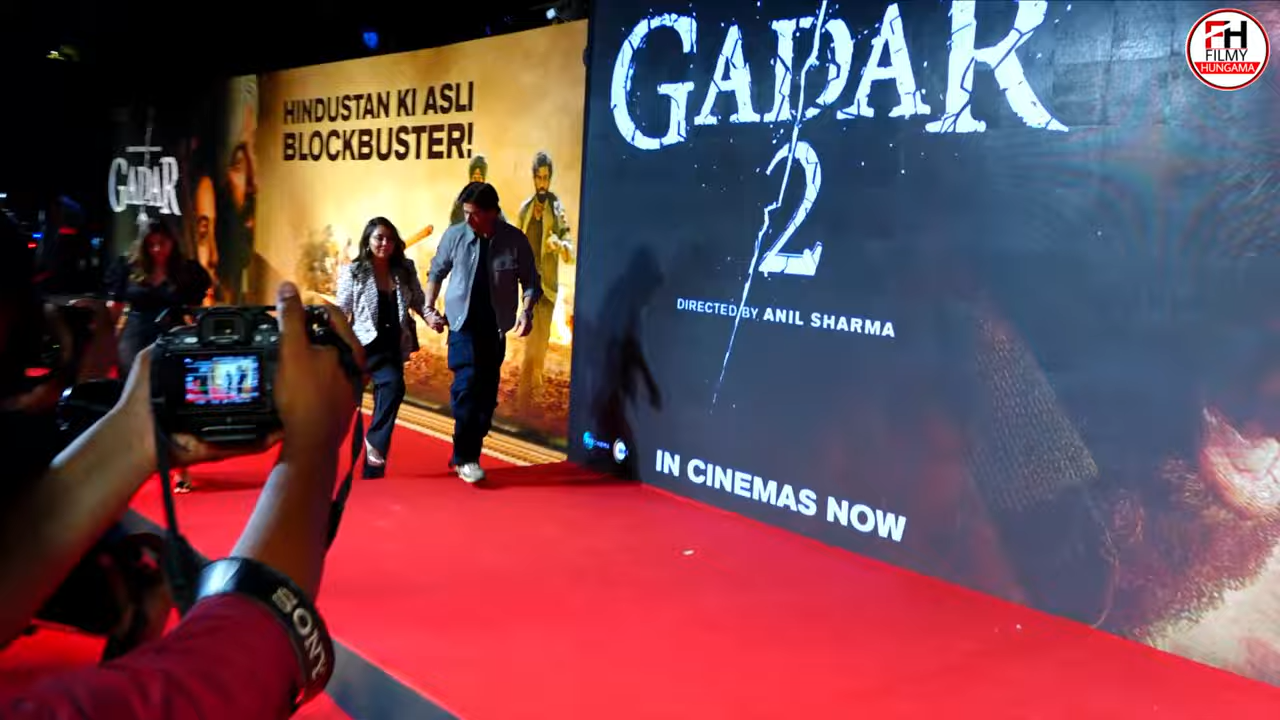 GADAR
HINDUSTAN KI ASLI
BLOCKBUSTER!
GADAR
2
DIRECTED BY ANIL SHARMA
IN CINEMAS NOW
SONY
FH
FILMY
HUNGAMA